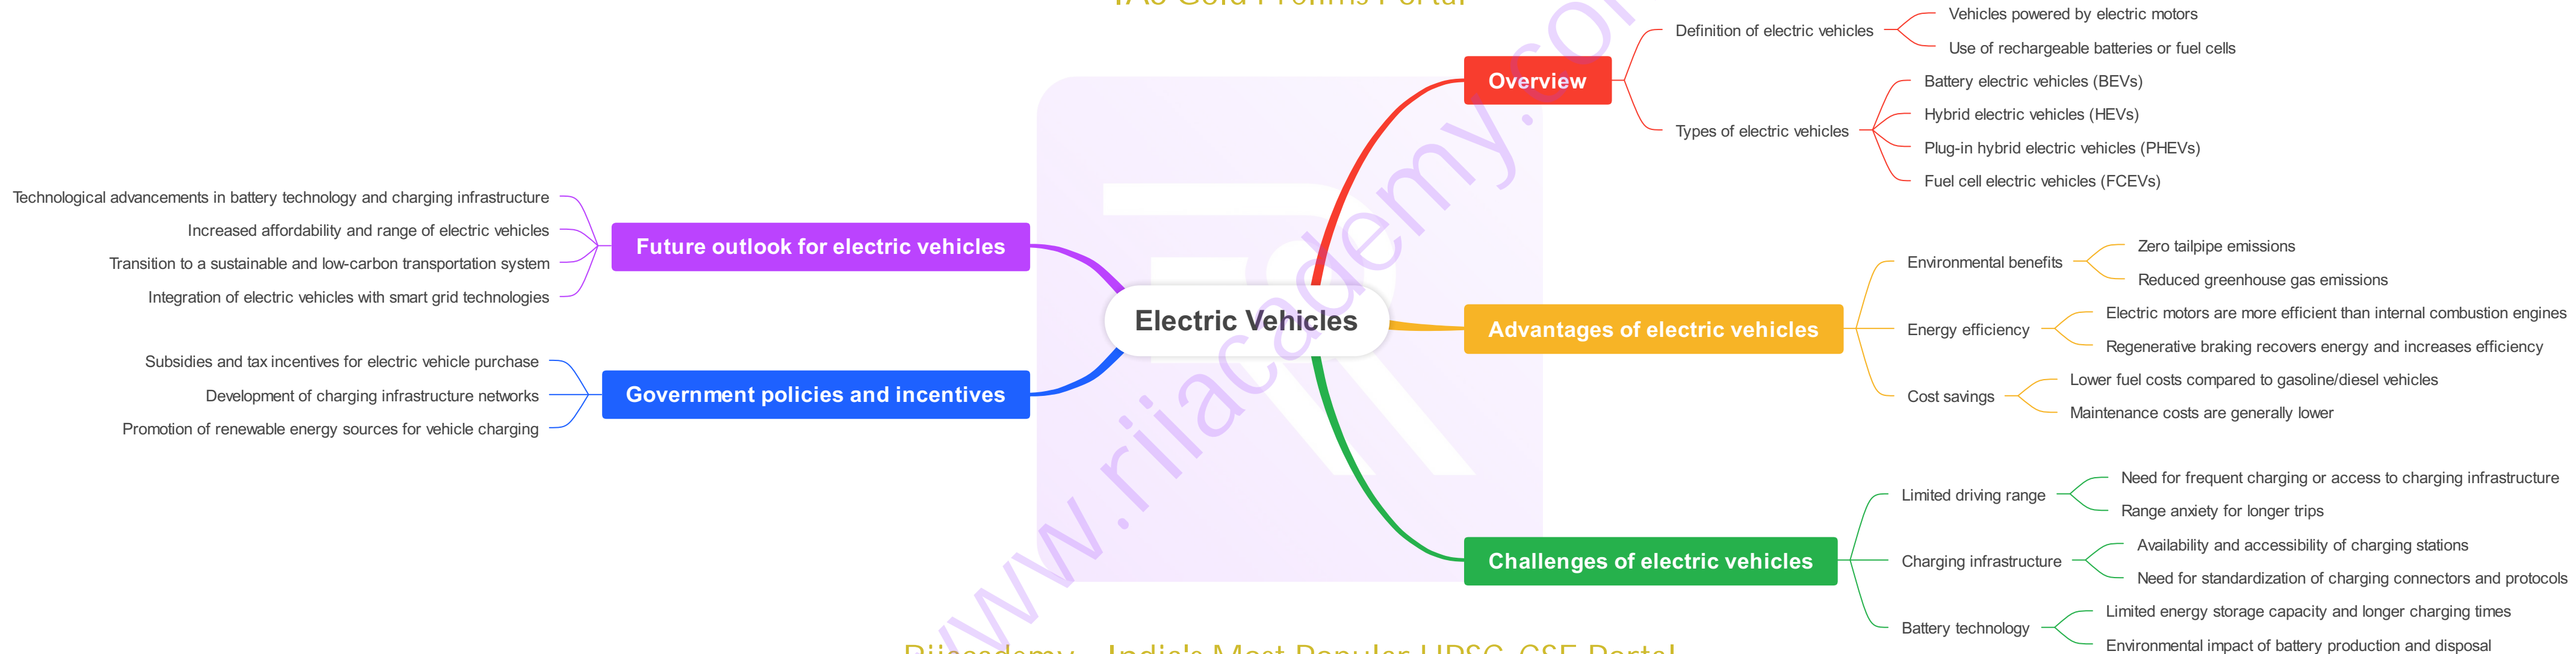 IAS Gold Prelims Portal
Electric Vehicles
Overview
Definition of electric vehicles
Vehicles powered by electric motors
Use of rechargeable batteries or fuel cells
Types of electric vehicles
Battery electric vehicles (BEVs)
Hybrid electric vehicles (HEVs)
Plug-in hybrid electric vehicles (PHEVs)
Fuel cell electric vehicles (FCEVs)
Advantages of electric vehicles
Environmental benefits
Zero tailpipe emissions
Reduced greenhouse gas emissions
Energy efficiency
Electric motors are more efficient than internal combustion engines
Regenerative braking recovers energy and increases efficiency
Cost savings
Lower fuel costs compared to gasoline/diesel vehicles
Maintenance costs are generally lower
Challenges of electric vehicles
Limited driving range
Need for frequent charging or access to charging infrastructure
Range anxiety for longer trips
Charging infrastructure
Availability and accessibility of charging stations
Need for standardization of charging connectors and protocols
Battery technology
Limited energy storage capacity and longer charging times
Environmental impact of battery production and disposal
Future outlook for electric vehicles
Technological advancements in battery technology and charging infrastructure
Increased affordability and range of electric vehicles
Transition to a sustainable and low-carbon transportation system
Integration of electric vehicles with smart grid technologies
Government policies and incentives
Subsidies and tax incentives for electric vehicle purchase
Development of charging infrastructure networks
Promotion of renewable energy sources for vehicle charging
India's Most Popular UPSC-CSE Portal